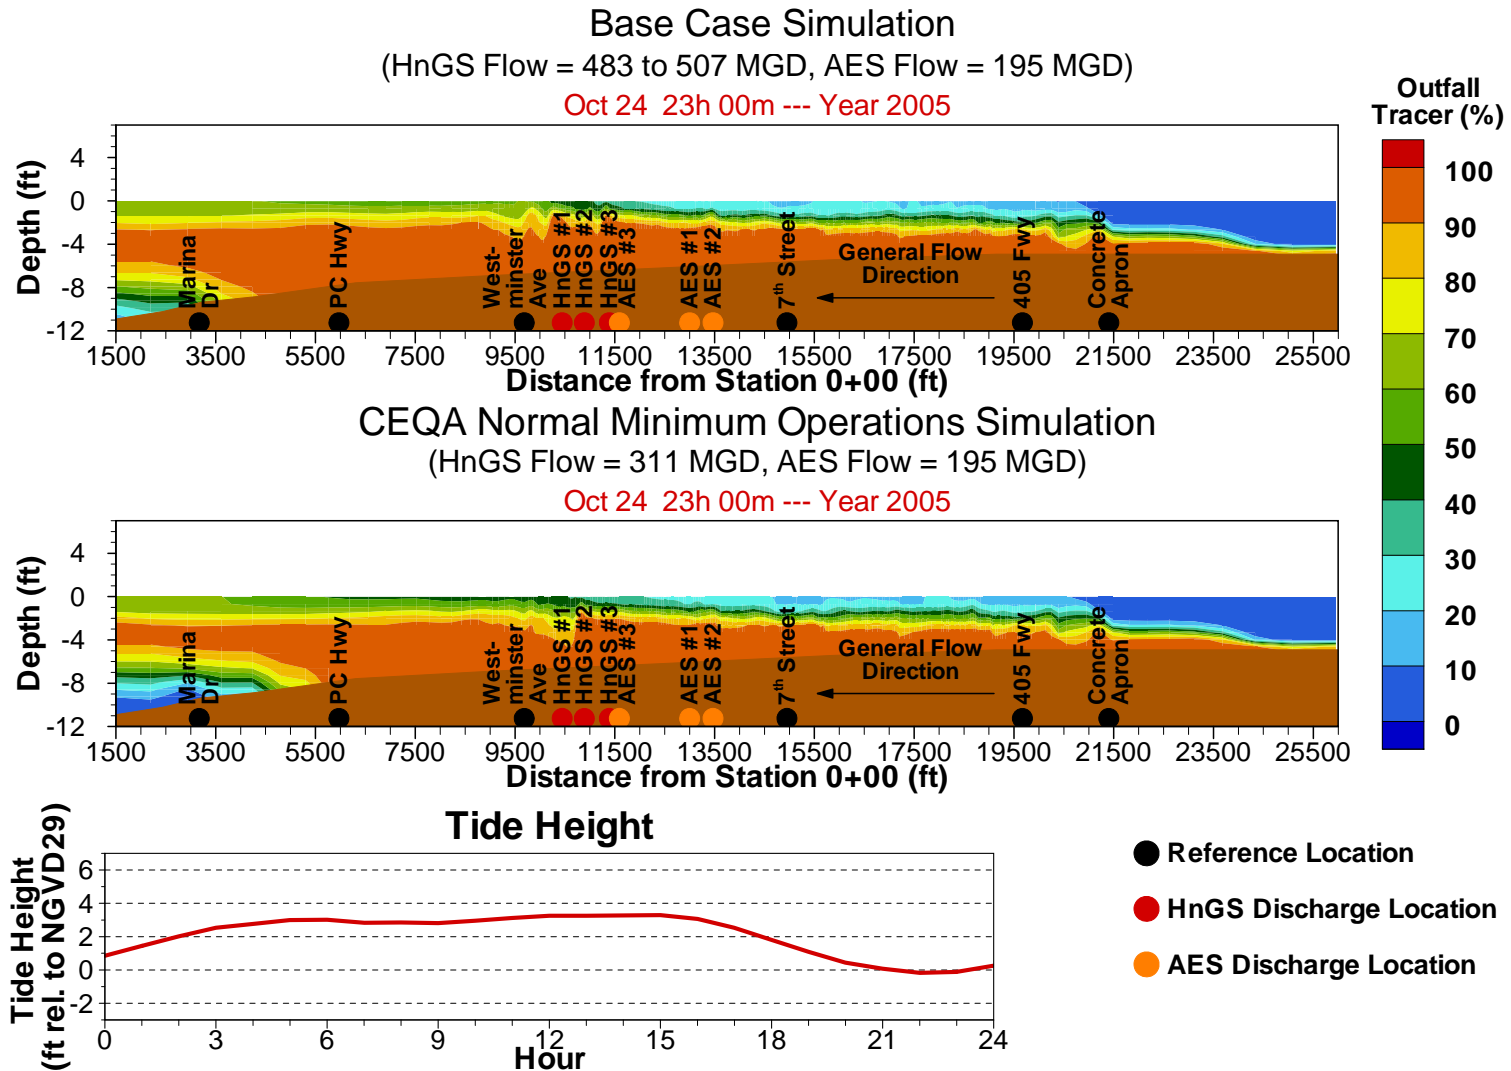 Base Case Simulation
(HnGS Flow = 483 to 507 MGD, AES Flow = 195 MGD)
Oct 24 23h 00m --- Year 2005
Outfall
Tracer (%)
100
90
80
70
60
50
40
30
20
10
0
Depth (ft)
4
0
-4
-8
-12
Marina
Dr
PC Hwy
West-
minster
Ave
HnGS #1
HnGS #2
HnGS #3
AES #3
AES #1
AES #2
7th Street
General Flow
Direction
405 Fwy
Concrete
Apron
1500 3500 5500 7500 9500 11500 13500 15500 17500 19500 21500 23500 25500
Distance from Station 0+00 (ft)
CEQA Normal Minimum Operations Simulation
(HnGS Flow = 311 MGD, AES Flow = 195 MGD)
Oct 24 23h 00m --- Year 2005
Depth (ft)
4
0
-4
-8
-12
Marina
Dr
PC Hwy
West-
minster
Ave
HnGS #1
HnGS #2
HnGS #3
AES #3
AES #1
AES #2
7th Street
General Flow
Direction
405 Fwy
Concrete
Apron
1500 3500 5500 7500 9500 11500 13500 15500 17500 19500 21500 23500 25500
Distance from Station 0+00 (ft)
Tide Height
Tide Height
(ft rel. to NGVD29)
6
4
2
0
-2
0 3 6 9 12 15 18 21 24
Hour
Reference Location
HnGS Discharge Location
AES Discharge Location